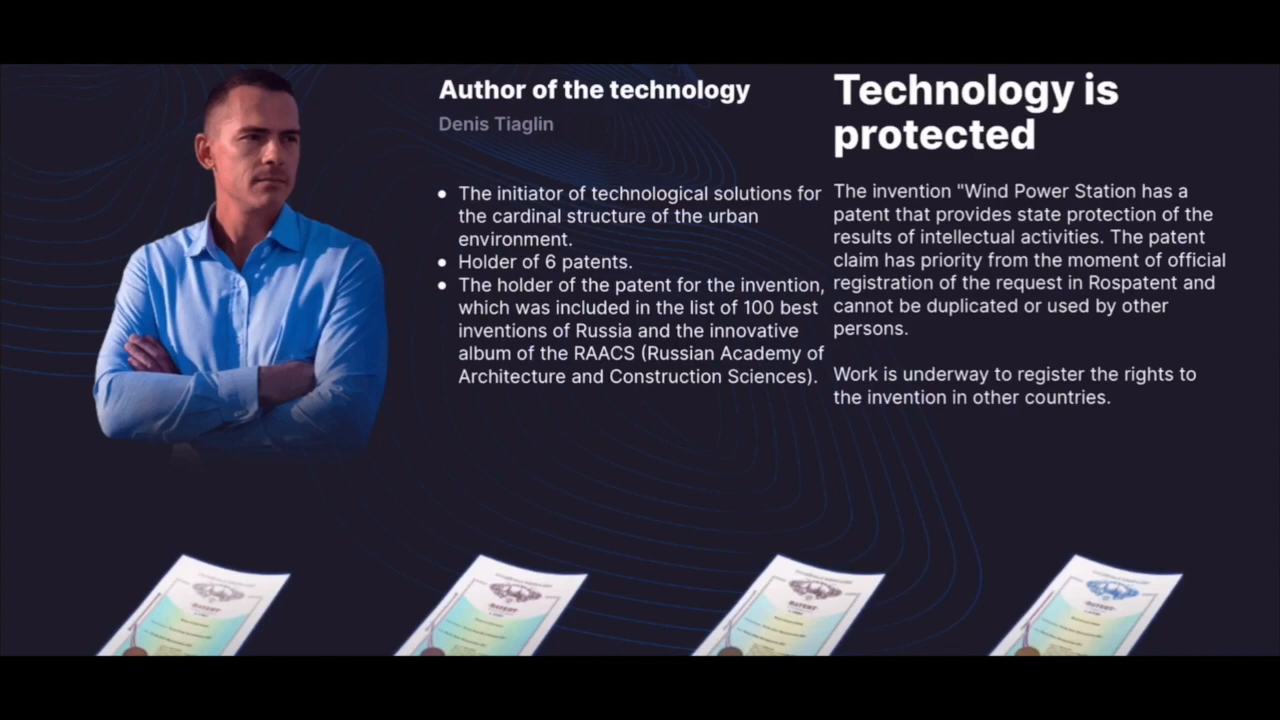 Author of the technology
Denis Tiaglin
The initiator of technological solutions for
the cardinal structure of the urban
environment.
Holder of 6 patents.
The holder of the patent for the invention,
which was included in the list of 100 best
inventions of Russia and the innovative
album of the RAACS (Russian Academy of
Architecture and Construction Sciences).
Technology is
protected
The invention "Wind Power Station has a
patent that provides state protection of the
results of intellectual activities. The patent
claim has priority from the moment of official
registration of the request in Rospatent and
cannot be duplicated or used by other
persons.
Work is underway to register the rights to
the invention in other countries.